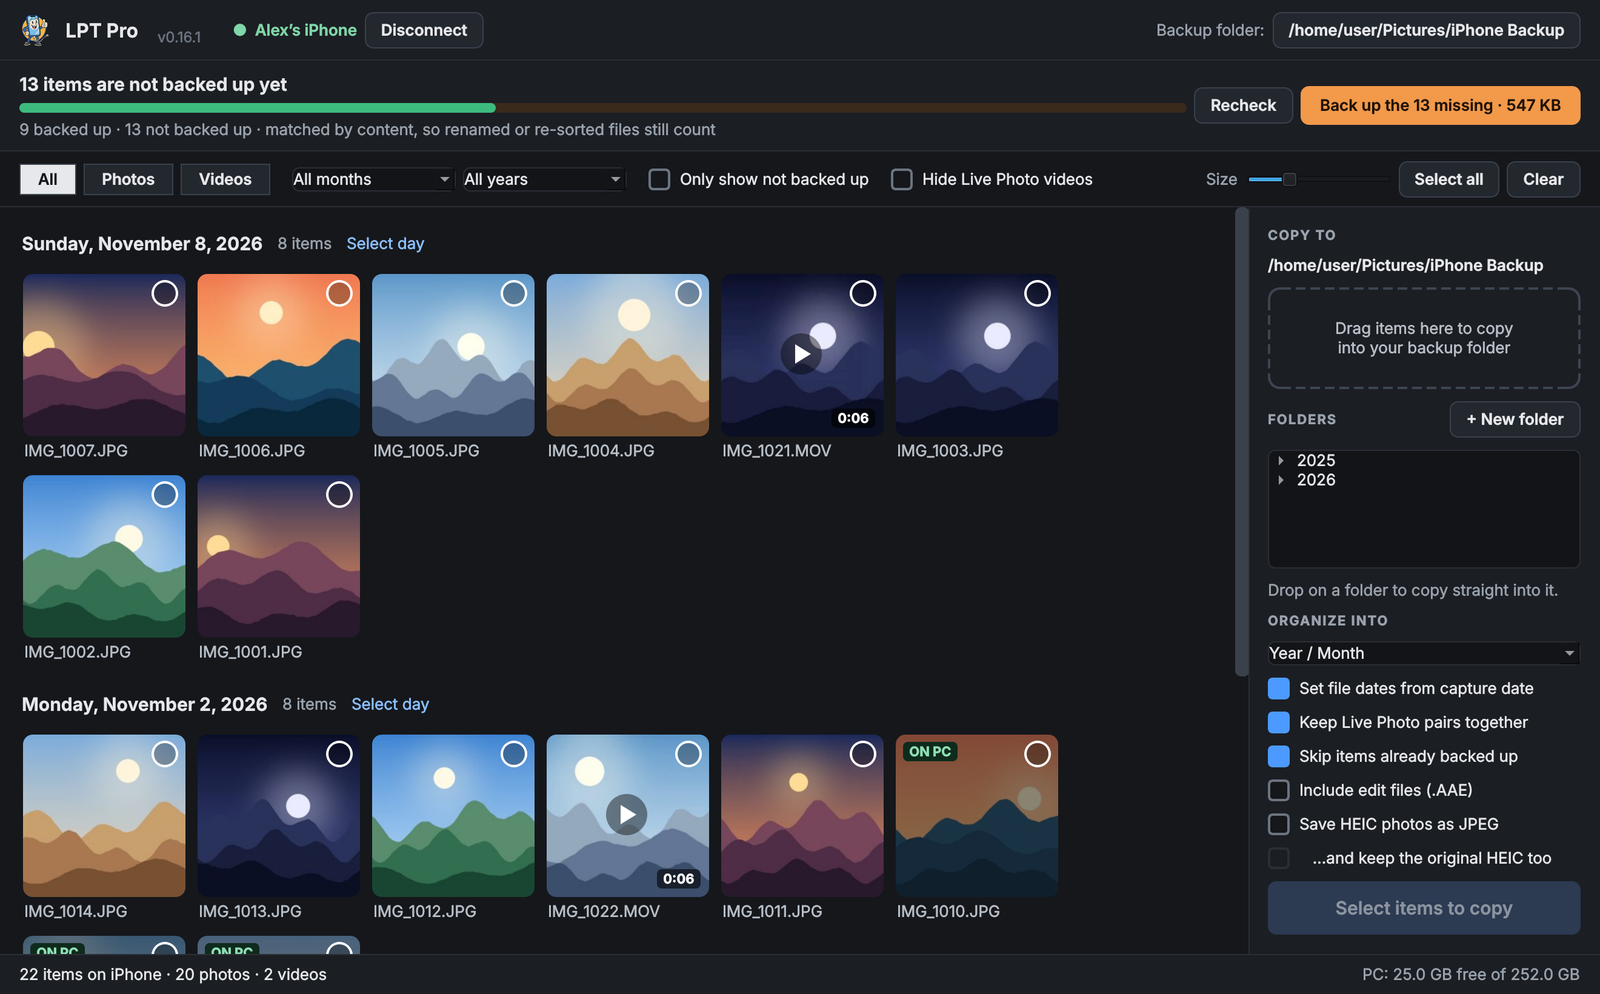 LPT Pro v0.16.1 Alex's iPhone Disconnect Backup folder: /home/user/Pictures/iPhone Backup
13 items are not backed up yet
Recheck Back up the 13 missing · 547 KB
9 backed up · 13 not backed up · matched by content, so renamed or re-sorted files still count
All Photos Videos All months All years Only show not backed up Hide Live Photo videos Size Select all Clear
Sunday, November 8, 2026 8 items Select day
0:06
IMG_1007.JPG IMG_1006.JPG IMG_1005.JPG IMG_1004.JPG IMG_1021.MOV IMG_1003.JPG
IMG_1002.JPG IMG_1001.JPG
Monday, November 2, 2026 8 items Select day
ON PC
0:06
IMG_1014.JPG IMG_1013.JPG IMG_1012.JPG IMG_1022.MOV IMG_1011.JPG IMG_1010.JPG
ON PC ON PC
COPY TO
/home/user/Pictures/iPhone Backup
Drag items here to copy
into your backup folder
FOLDERS + New folder
2025
2026
Drop on a folder to copy straight into it.
ORGANIZE INTO
Year / Month
Set file dates from capture date
Keep Live Photo pairs together
Skip items already backed up
Include edit files (.AAE)
Save HEIC photos as JPEG
...and keep the original HEIC too
Select items to copy
22 items on iPhone · 20 photos · 2 videos PC: 25.0 GB free of 252.0 GB